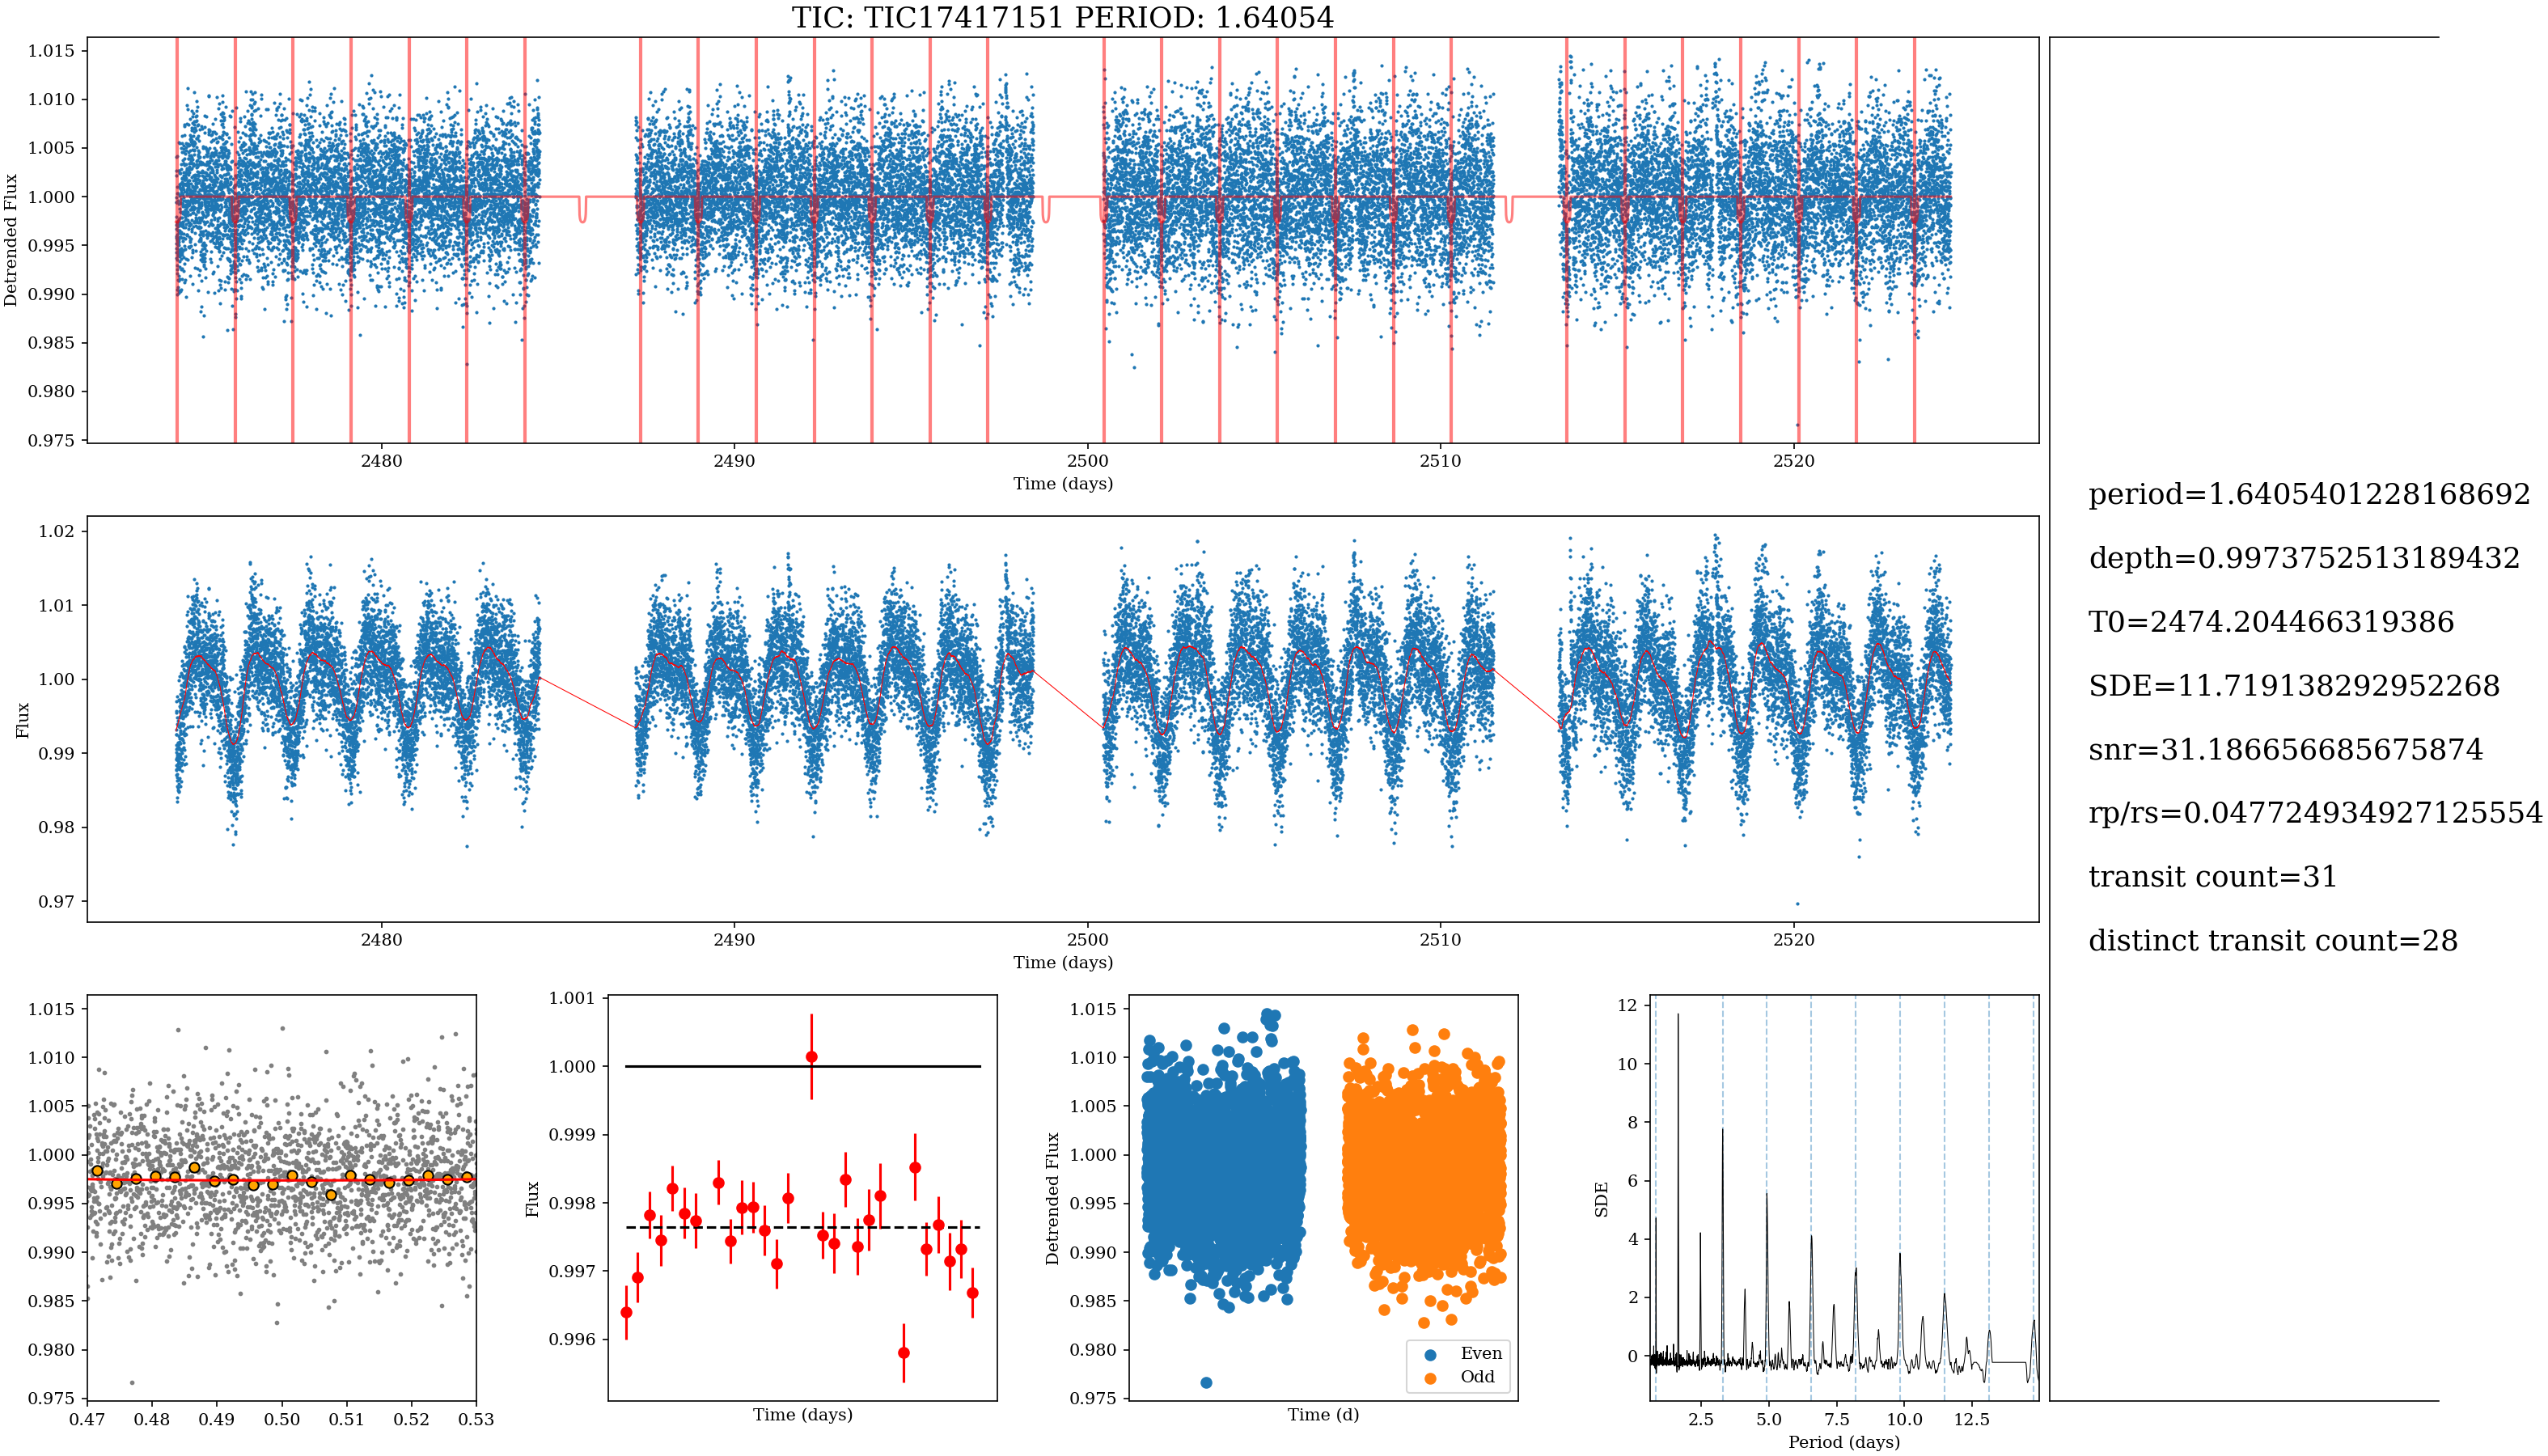 TIC: TIC17417151 PERIOD: 1.64054
1.015
1.010
1.005
1.000
0.995
0.990
0.985
0.980
0.975
Detrended Flux
2480 2490 2500 2510 2520
Time (days)
1.02
1.01
1.00
0.99
0.98
0.97
Flux
2480 2490 2500 2510 2520
Time (days)
period=1.6405401228168692
depth=0.9973752513189432
T0=2474.204466319386
SDE=11.719138292952268
snr=31.186656685675874
rp/rs=0.047724934927125554
transit count=31
distinct transit count=28
1.015
1.010
1.005
1.000
0.995
0.990
0.985
0.980
0.975
0.47 0.48 0.49 0.50 0.51 0.52 0.53
1.001
1.000
0.999
0.998
0.997
0.996
Flux
Time (days)
1.015
1.010
1.005
1.000
0.995
0.990
0.985
0.980
0.975
Detrended Flux
Even
Odd
Time (d)
12
10
8
6
4
2
0
SDE
2.5 5.0 7.5 10.0 12.5
Period (days)